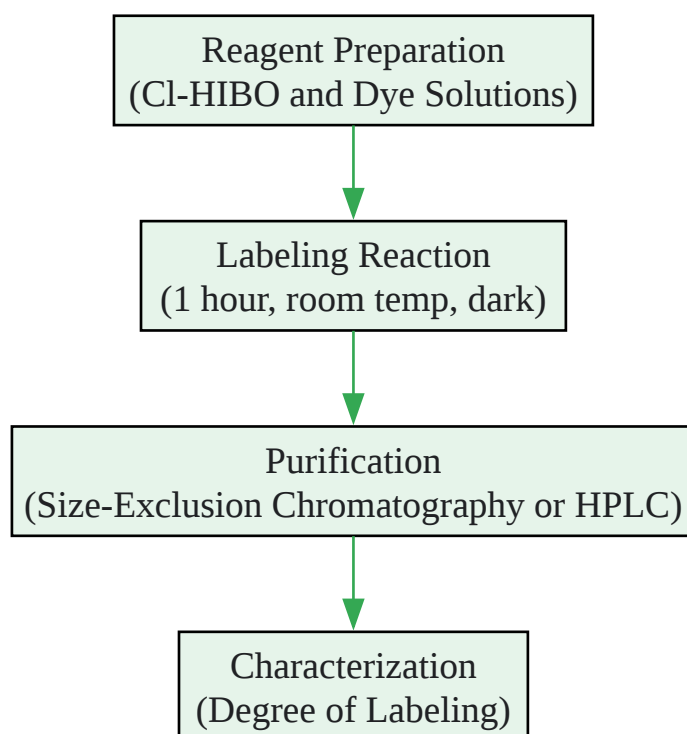 Reagent Preparation
(Cl-HIBO and Dye Solutions)
Labeling Reaction
(1 hour, room temp, dark)
Purification
(Size-Exclusion Chromatography or HPLC)
Characterization
(Degree of Labeling)